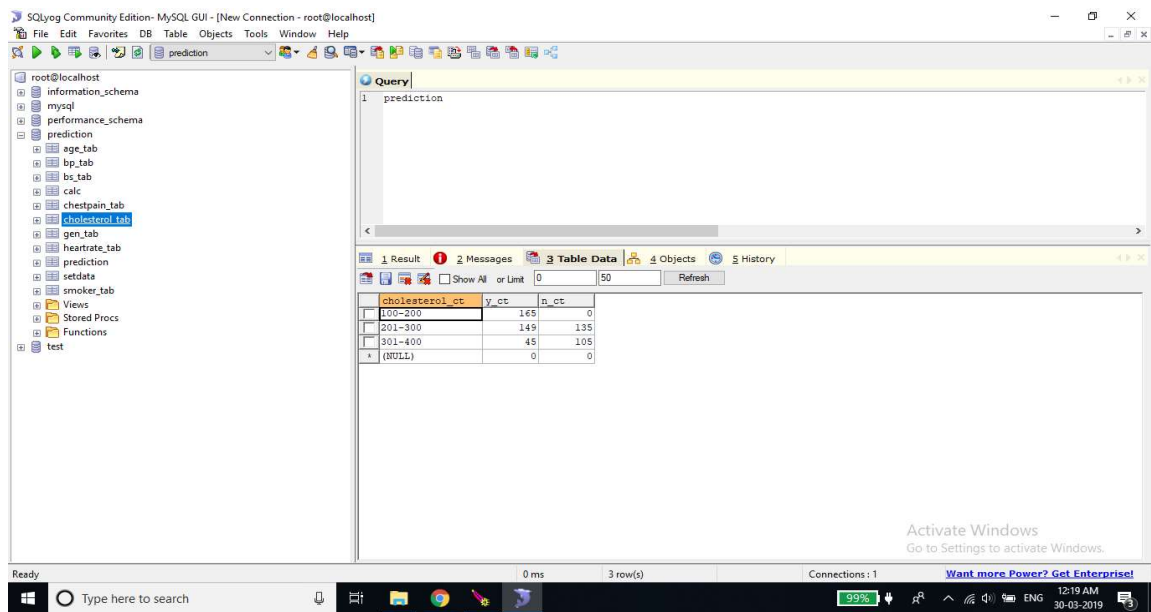 SQLyog Community Edition- MySQL GUI - [New Connection - root@localhost]
File Edit Favorites DB Table Objects Tools Window Help
prediction
root@localhost
information_schema
mysql
performance_schema
prediction
age_tab
bp_tab
bs_tab
calc
chestpain_tab
cholesterol_tab
gen_tab
heartrate_tab
prediction
setdata
smoker_tab
Views
Stored Procs
Functions
test
Query
1 prediction
1 Result 2 Messages 3 Table Data 4 Objects 5 History
Show All or Limit 0 50 Refresh
cholesterol_ct y_ct n_ct
100-200 165 0
201-300 149 135
301-400 45 105
* (NULL) 0 0
Activate Windows
Go to Settings to activate Windows.
Ready 0 ms 3 row(s) Connections : 1 Want more Power? Get Enterprise!
Type here to search 99% ENG 12:19 AM
30-03-2019
3